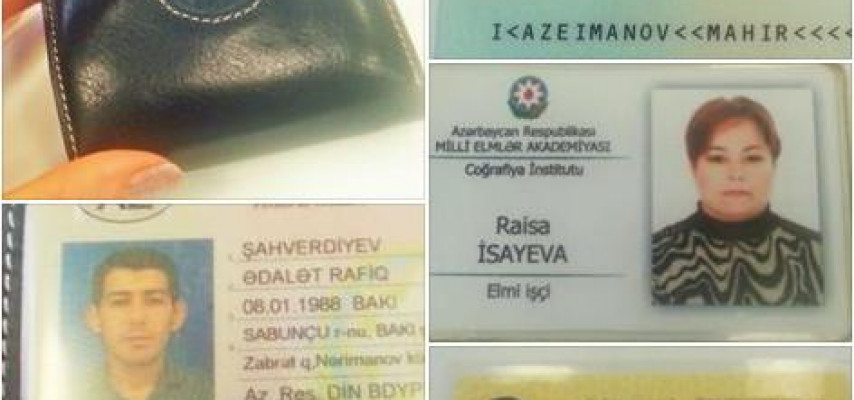 I<AZEIMANOV<<MAHIR<<<<
Azərbaycan Respublikası
MİLLİ ELMLƏR AKADEMİYASI
Coğrafiya İnstitutu
Raisa
İSAYEVA
Elmi işçi
ŞAHVERDİYEV
ƏDALƏT RAFİQ
08.01.1988 BAKI
SABUNÇU r-nu, BAKI
Zabrat q, Nərimanov
Az. Res. DİN BDYP